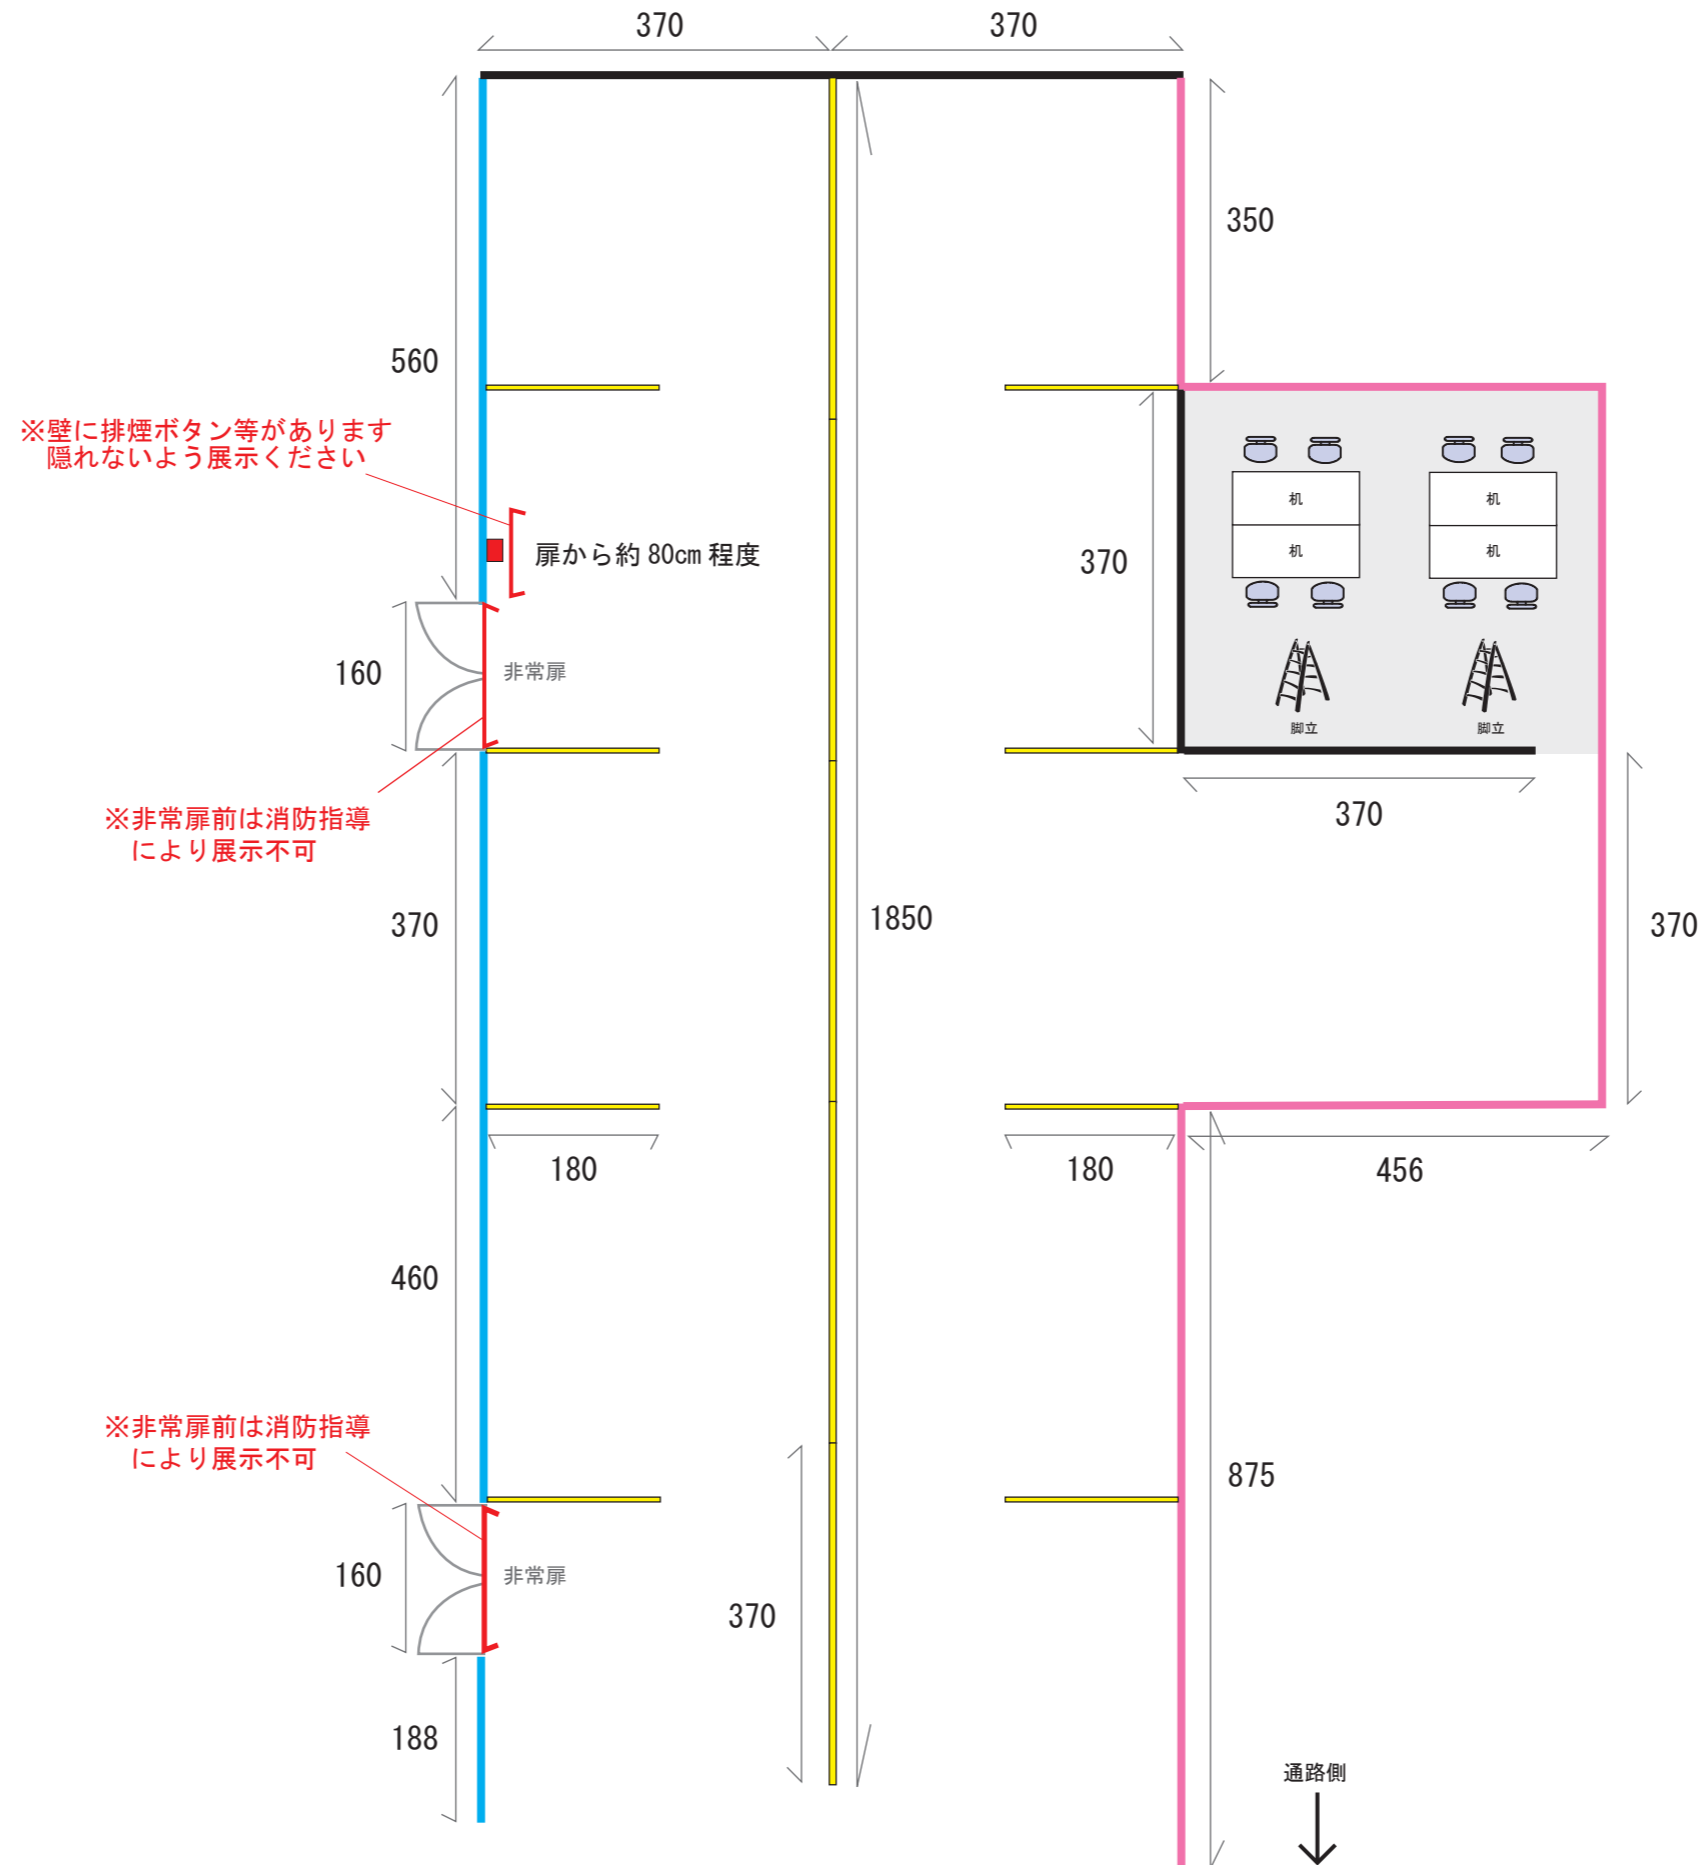 370
370
350
560
※壁に排煙ボタン等があります
隠れないよう展示ください
扉から約 80cm 程度
370
机
机
机
机
160
非常扉
脚立
脚立
※非常扉前は消防指導
により展示不可
370
370
1850
370
180
180
456
460
※非常扉前は消防指導
により展示不可
875
160
非常扉
370
188
通路側